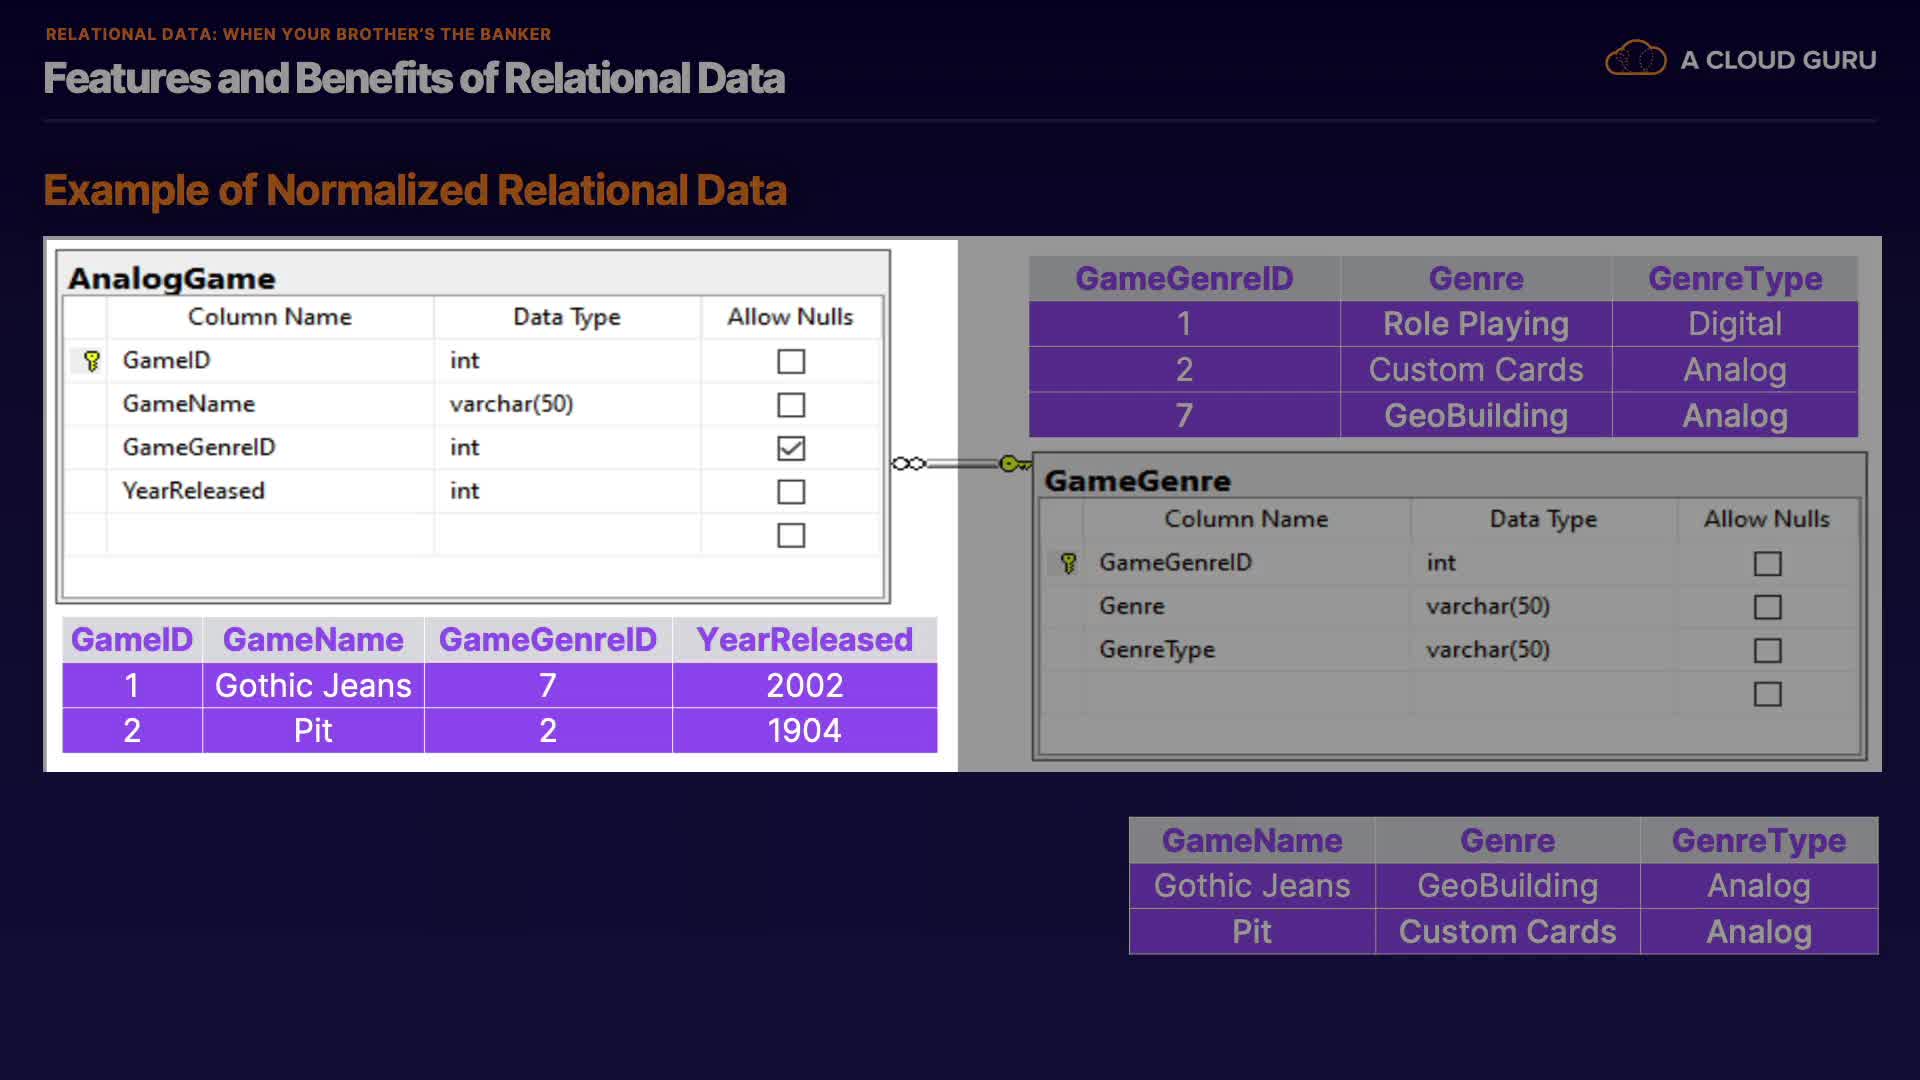 RELATIONAL DATA: WHEN YOUR BROTHER'S THE BANKER
Features and Benefits of Relational Data
A CLOUD GURU
Example of Normalized Relational Data
AnalogGame
Column Name Data Type Allow Nulls
GameID int
GameName varchar(50)
GameGenreID int
YearReleased int
GameID GameName GameGenreID YearReleased
1 Gothic Jeans 7 2002
2 Pit 2 1904
GameGenreID Genre GenreType
1 Role Playing Digital
2 Custom Cards Analog
7 GeoBuilding Analog
GameGenre
Column Name Data Type Allow Nulls
GameGenreID int
Genre varchar(50)
GenreType varchar(50)
GameName Genre GenreType
Gothic Jeans GeoBuilding Analog
Pit Custom Cards Analog